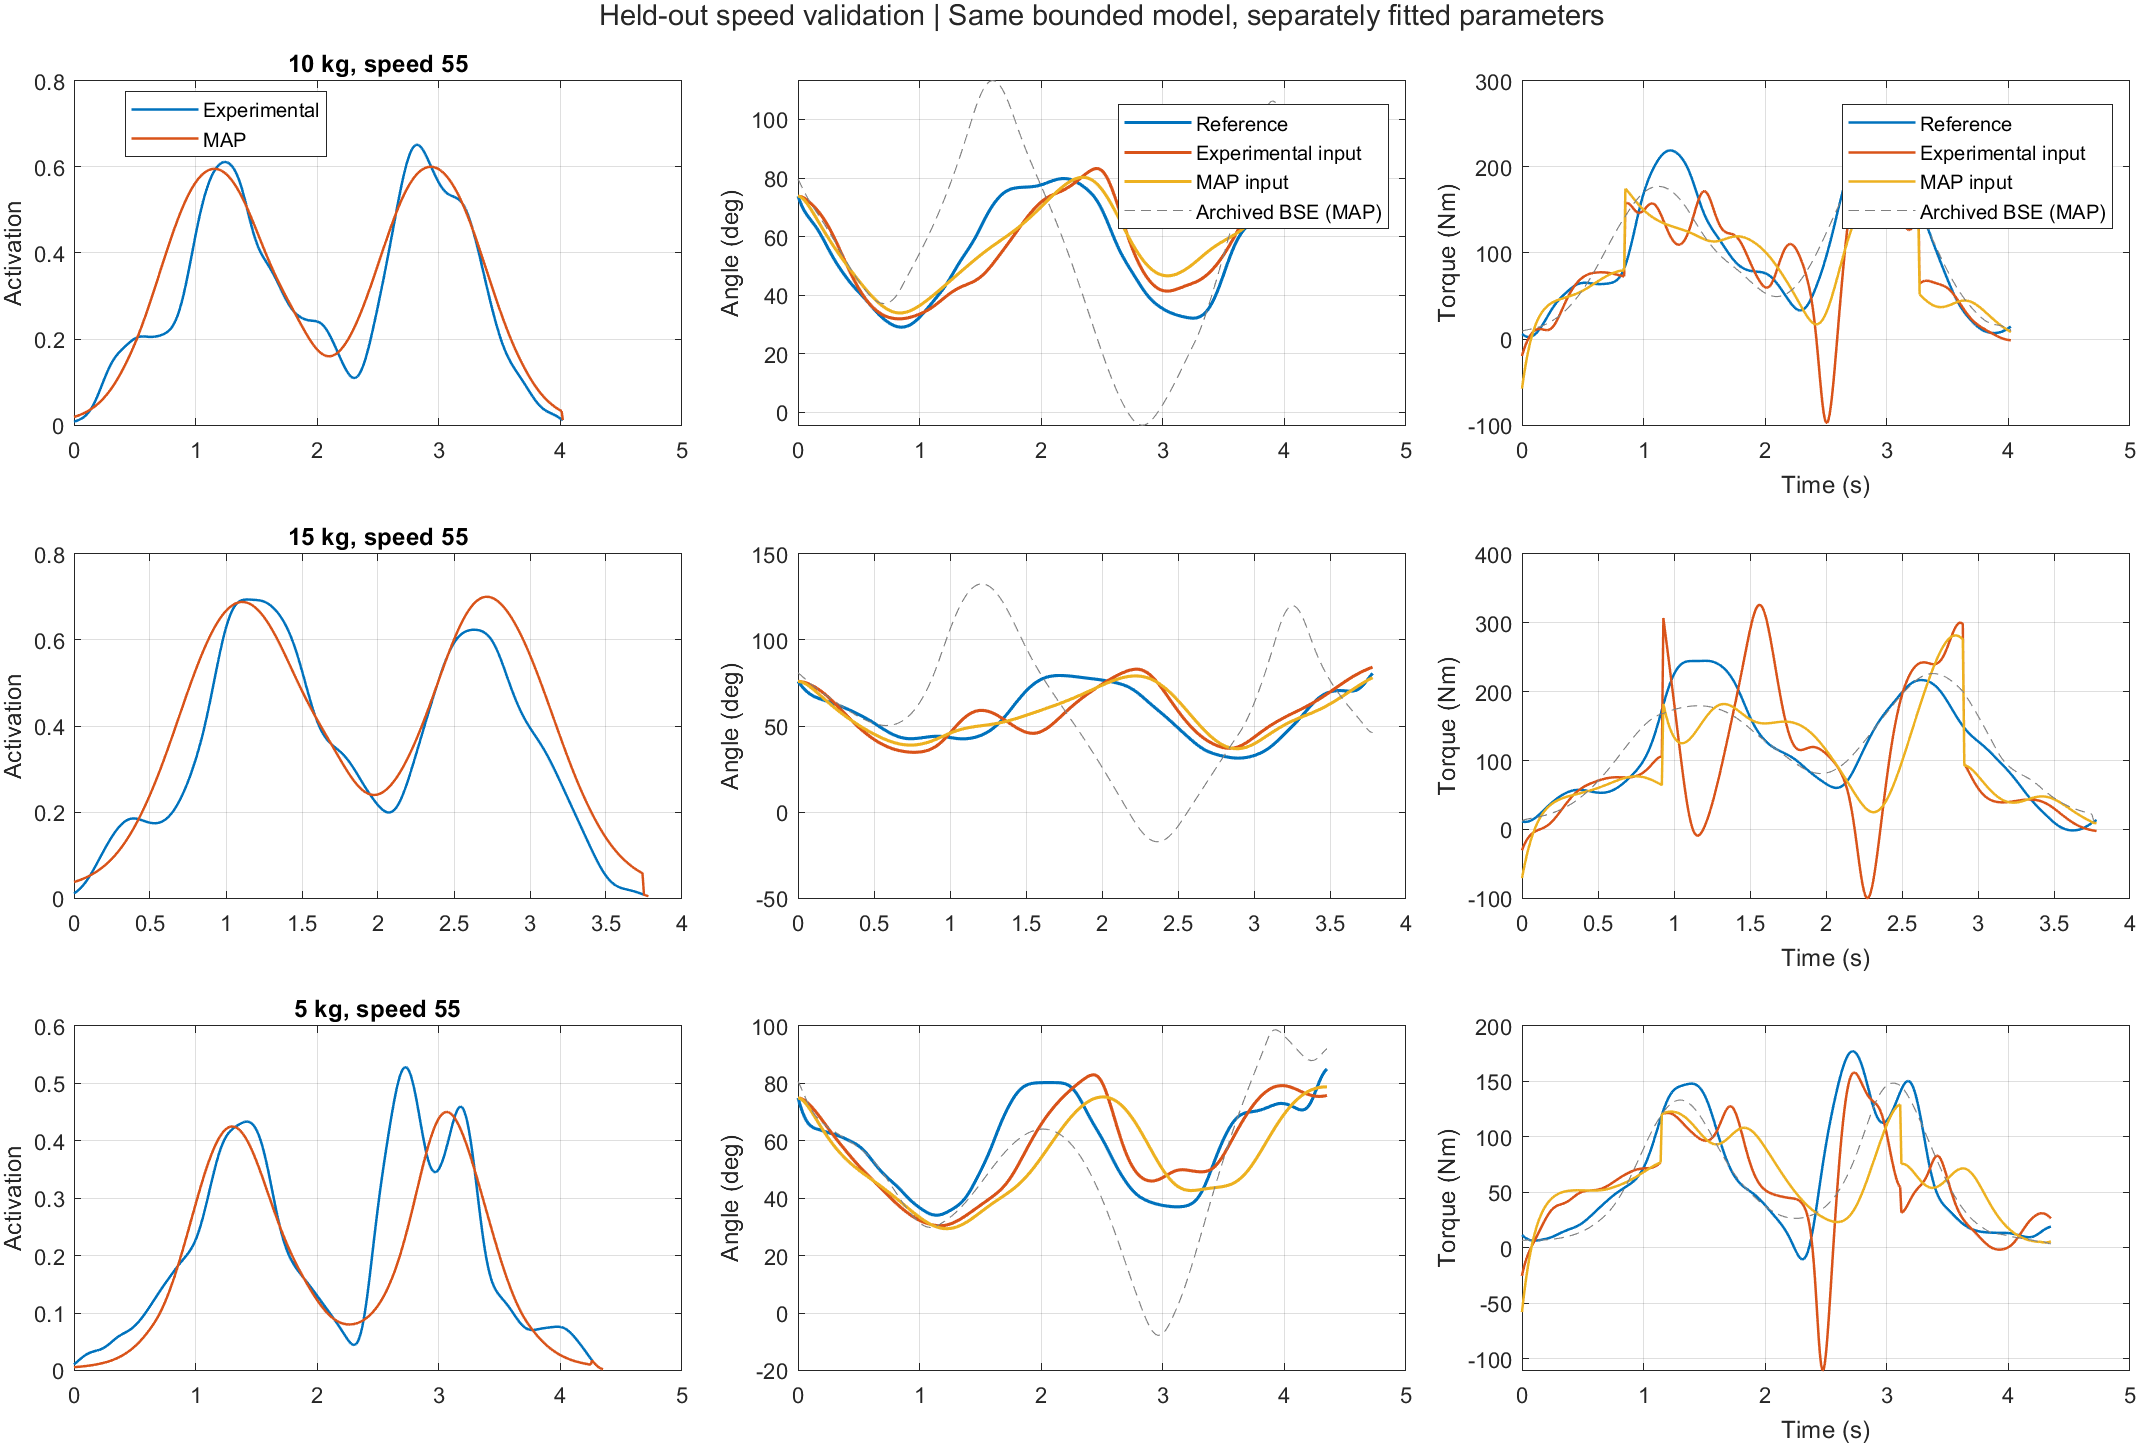 Held-out speed validation | Same bounded model, separately fitted parameters
10 kg, speed 55
Activation
0.8
0.6
0.4
0.2
0
0 1 2 3 4 5
Experimental
MAP
Angle (deg)
100
80
60
40
20
0
0 1 2 3 4 5
Reference
Experimental input
MAP input
Archived BSE (MAP)
Torque (Nm)
300
200
100
0
-100
0 1 2 3 4 5
Time (s)
Reference
Experimental input
MAP input
Archived BSE (MAP)
15 kg, speed 55
Activation
0.8
0.6
0.4
0.2
0
0 0.5 1 1.5 2 2.5 3 3.5 4
Angle (deg)
150
100
50
0
-50
0 0.5 1 1.5 2 2.5 3 3.5 4
Torque (Nm)
400
300
200
100
0
-100
0 0.5 1 1.5 2 2.5 3 3.5 4
Time (s)
5 kg, speed 55
Activation
0.6
0.5
0.4
0.3
0.2
0.1
0
0 1 2 3 4 5
Angle (deg)
100
80
60
40
20
0
-20
0 1 2 3 4 5
Torque (Nm)
200
150
100
50
0
-50
-100
0 1 2 3 4 5
Time (s)